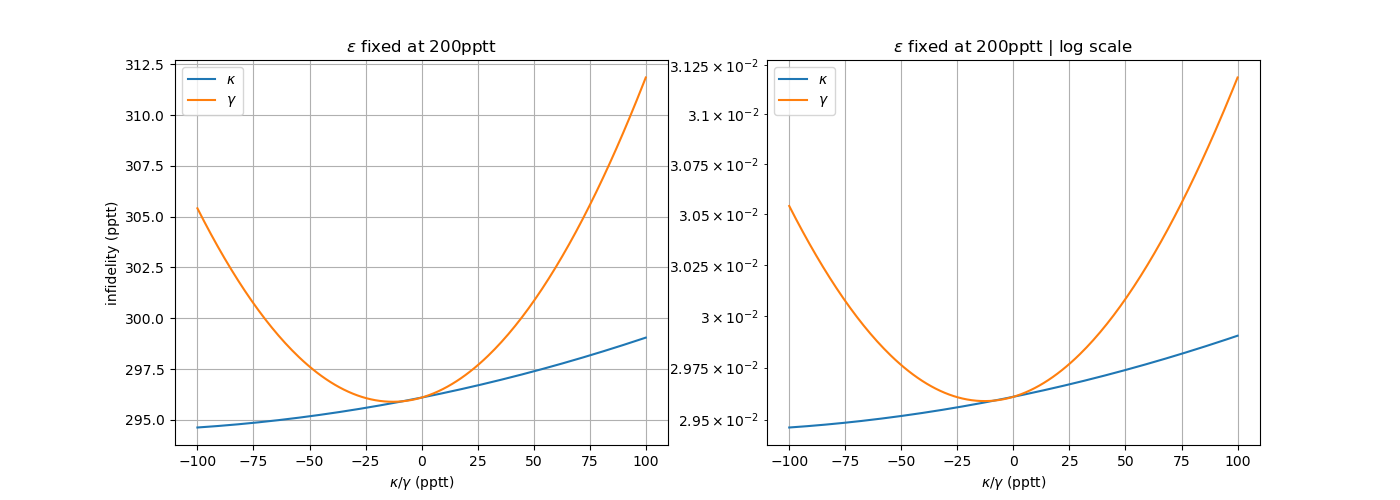 ε fixed at 200pptt
312.5
310.0
307.5
305.0
302.5
300.0
297.5
295.0
infidelity (pptt)
κ
γ
−100 −75 −50 −25 0 25 50 75 100
κ/γ (pptt)
ε fixed at 200pptt | log scale
3.125 × 10⁻²
3.1 × 10⁻²
3.075 × 10⁻²
3.05 × 10⁻²
3.025 × 10⁻²
3 × 10⁻²
2.975 × 10⁻²
2.95 × 10⁻²
κ
γ
−100 −75 −50 −25 0 25 50 75 100
κ/γ (pptt)